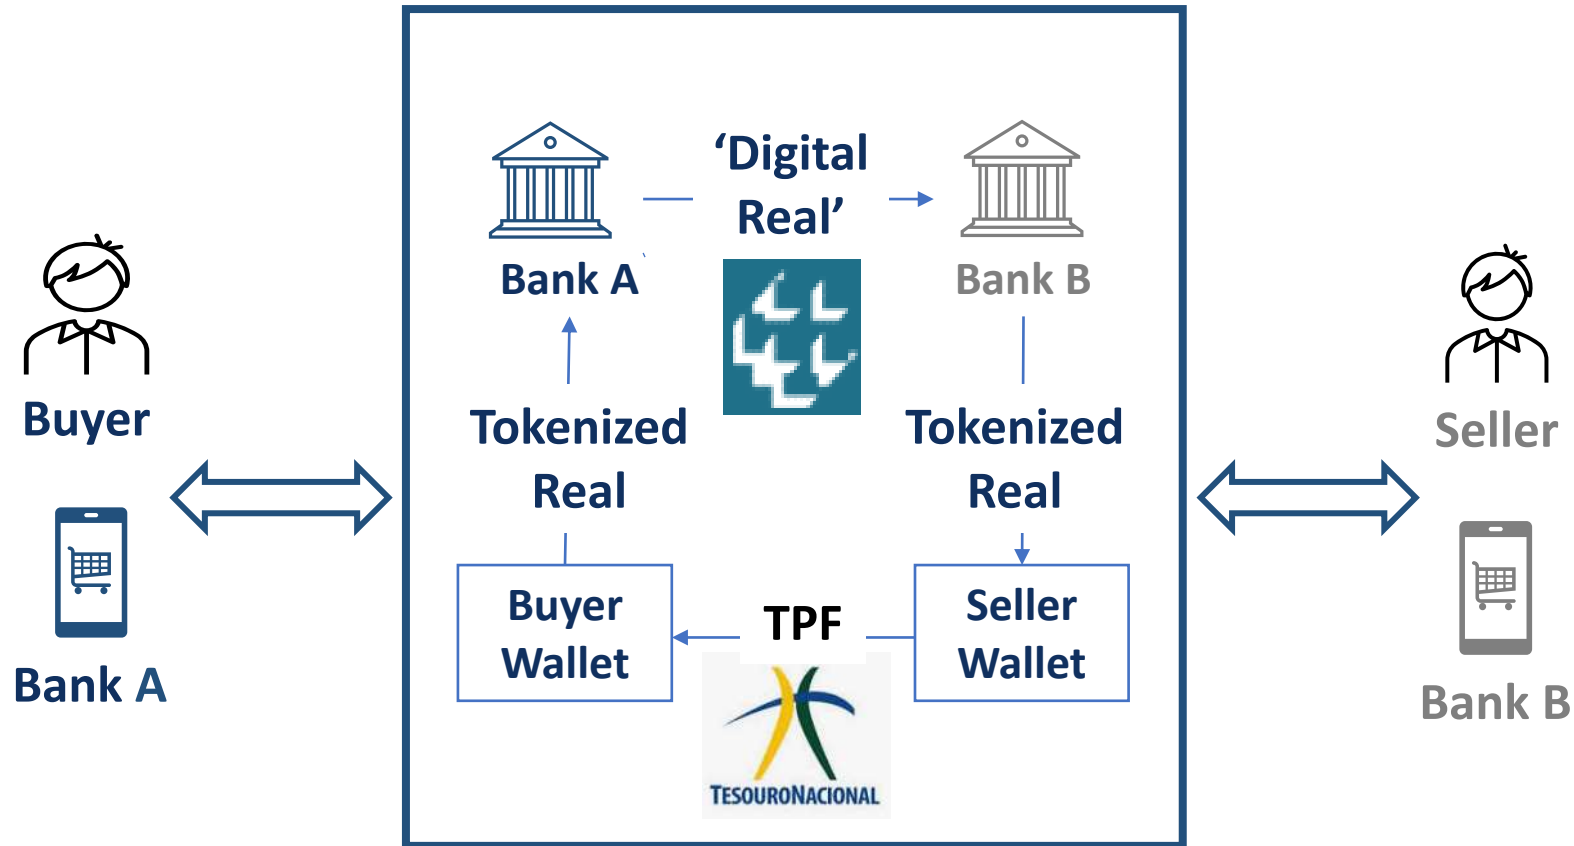 ‘Digital
Real’
Bank A
Bank B
Buyer
Seller
Tokenized
Real
Tokenized
Real
Buyer
Wallet
TPF
Seller
Wallet
Bank A
Bank B
TESOURONACIONAL